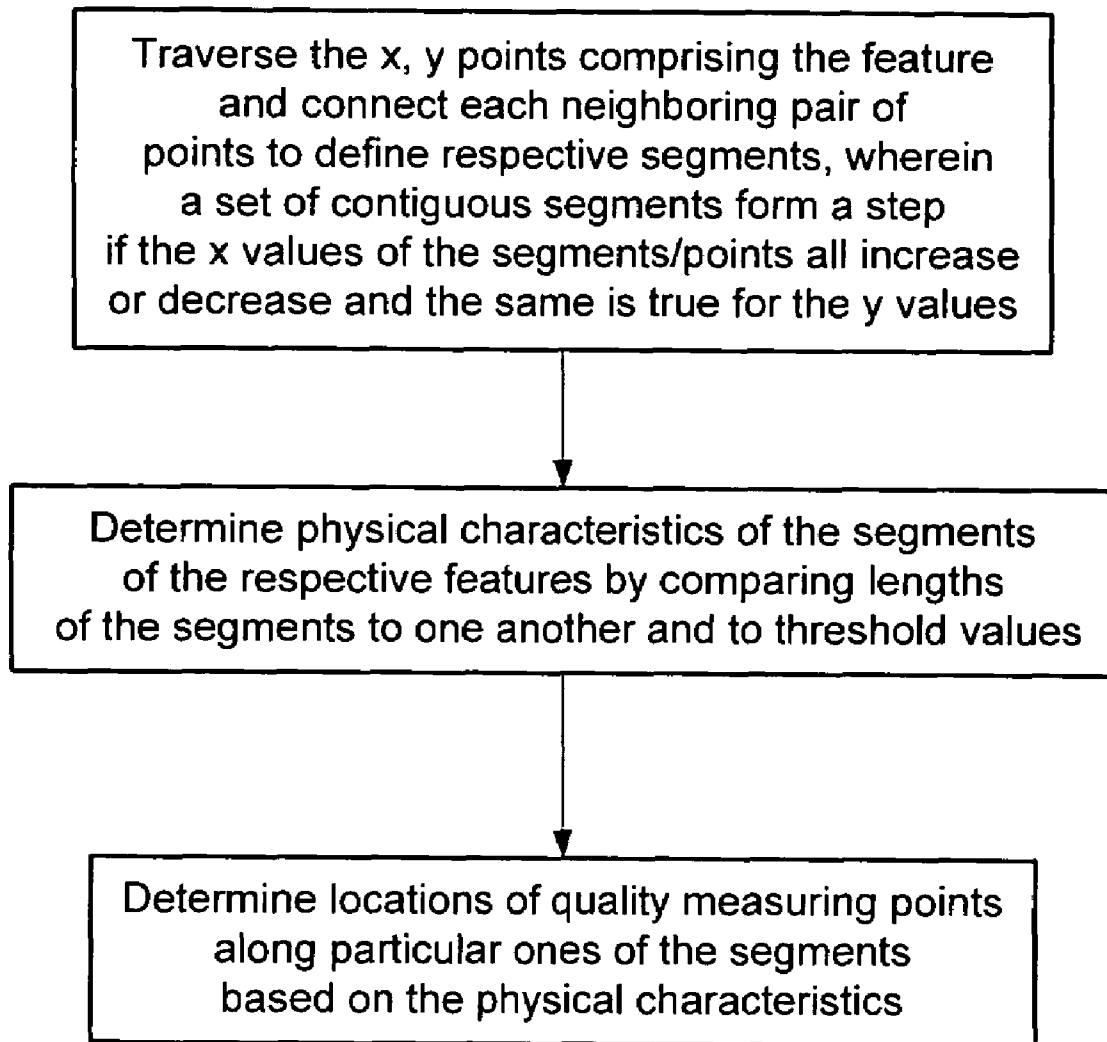 Traverse the x, y points comprising the feature
and connect each neighboring pair of
points to define respective segments, wherein
a set of contiguous segments form a step
if the x values of the segments/points all increase
or decrease and the same is true for the y values
Determine physical characteristics of the segments
of the respective features by comparing lengths
of the segments to one another and to threshold values
Determine locations of quality measuring points
along particular ones of the segments
based on the physical characteristics